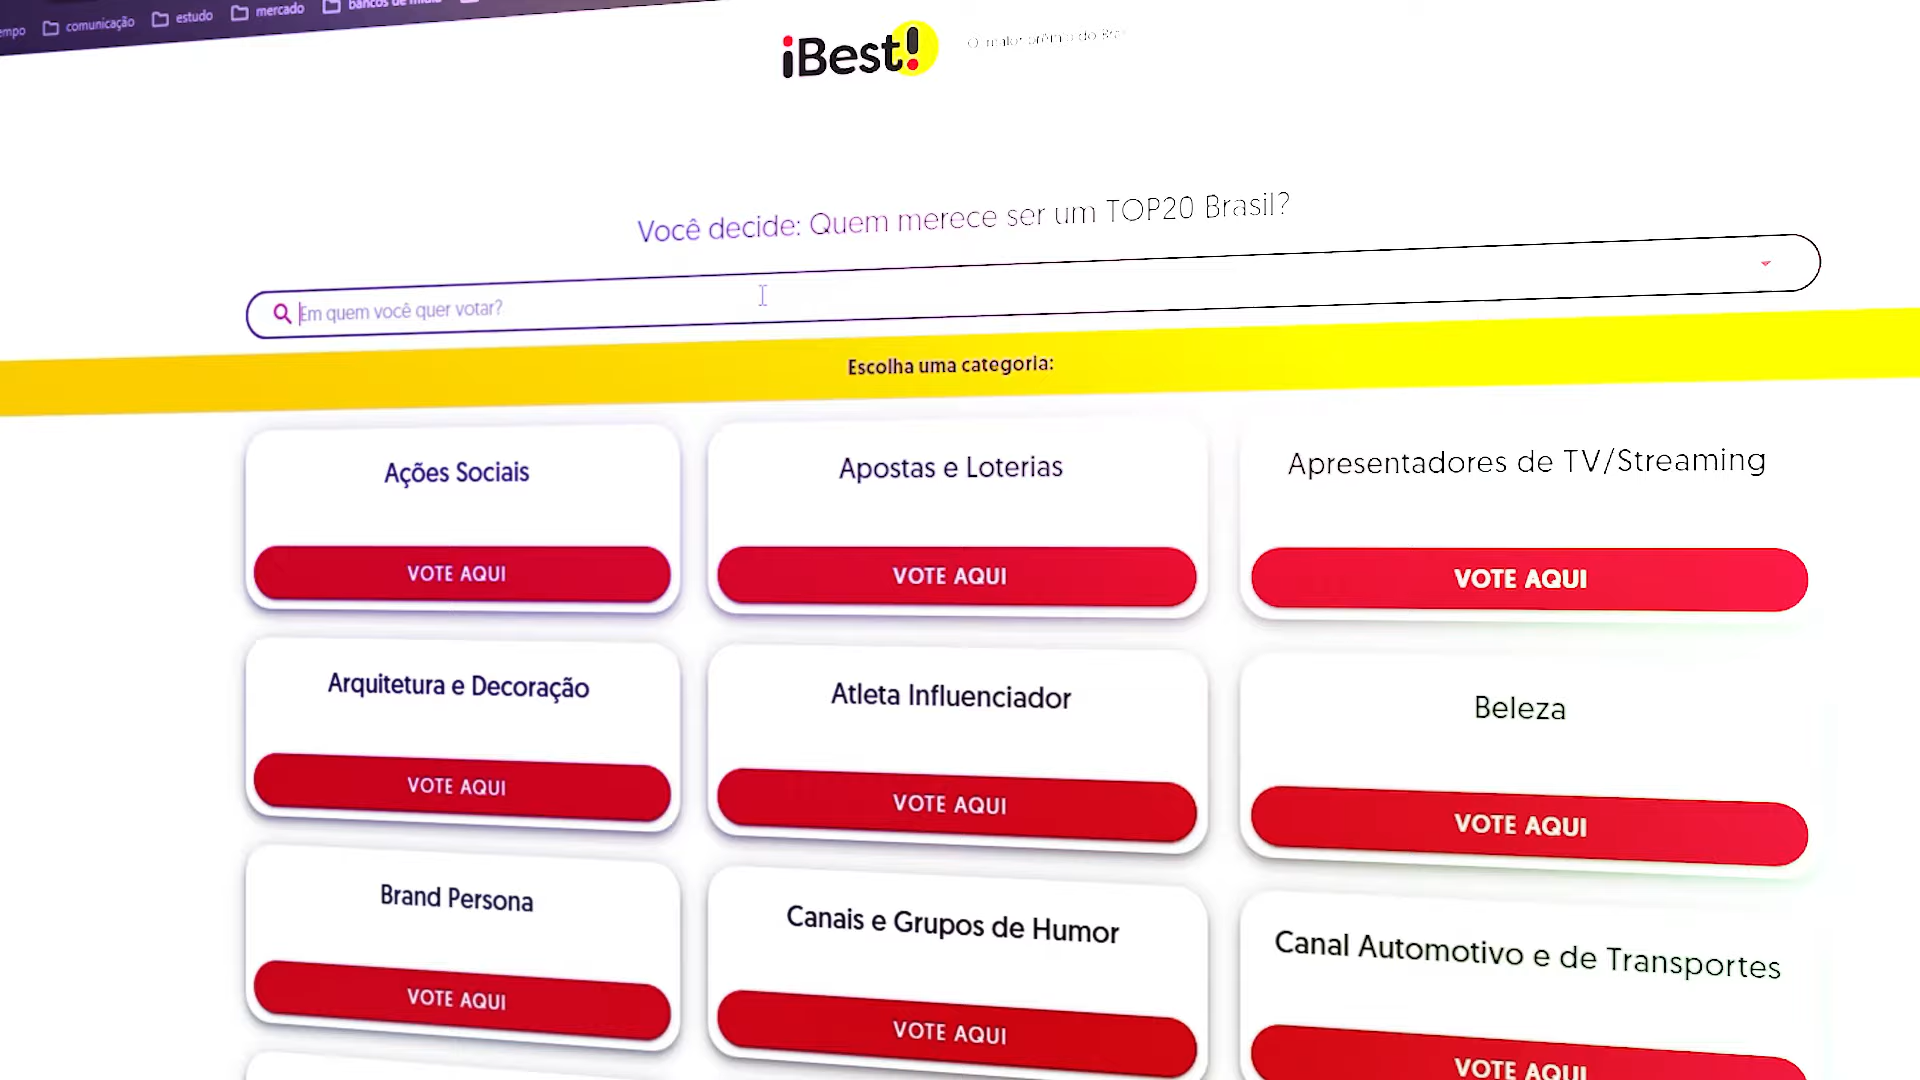 comunicação estudo mercado bancos de mídia
iBest!
O maior prêmio do Bra
Você decide: Quem merece ser um TOP20 Brasil?
Em quem você quer votar?
Escolha uma categoria:
Ações Sociais Apostas e Loterias Apresentadores de TV/Streaming
VOTE AQUI VOTE AQUI VOTE AQUI
Arquitetura e Decoração Atleta Influenciador Beleza
VOTE AQUI VOTE AQUI VOTE AQUI
Brand Persona Canais e Grupos de Humor Canal Automotivo e de Transportes
VOTE AQUI VOTE AQUI VOTE AQUI